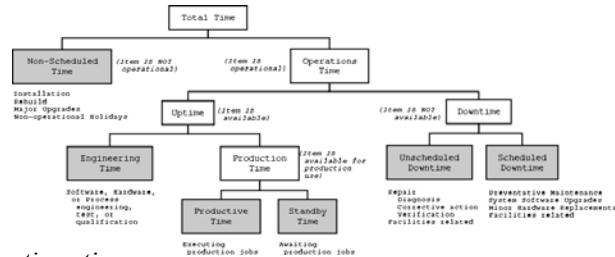 Total Time
Non-Scheduled
Time
(Item IS NOT
operational)
(Item IS
operational)
Operations
Time
Installation
Rebuild
Major Upgrades
Non-operational Holidays
Uptime
(Item IS
available)
(Item IS NOT
available)
Downtime
Engineering
Time
Production
Time
(Item IS
available for
production
use)
Unscheduled
Downtime
Scheduled
Downtime
Software, Hardware,
or Process
engineering,
test, or
qualification
Productive
Time
Standby
Time
Repair
Diagnosis
Corrective action
Verification
Facilities related
Preventative Maintenance
System Software Upgrades
Minor Hardware Replacements
Facilities related
Executing
production jobs
Awaiting
production jobs